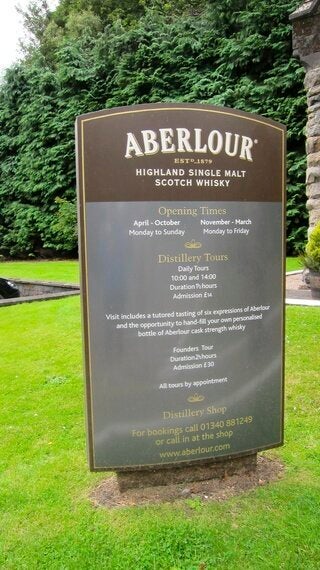 ABERLOUR®
ESTD. 1879
HIGHLAND SINGLE MALT
SCOTCH WHISKY
Opening Times
April - October November - March
Monday to Sunday Monday to Friday
Distillery Tours
Daily Tours
10:00 and 14:00
Duration 1½ hours
Admission £14
Visit includes a tutored tasting of six expressions of Aberlour
and the opportunity to hand-fill your own personalised
bottle of Aberlour cask strength whisky
Founders Tour
Duration 2½ hours
Admission £30
All tours by appointment
Distillery Shop
For bookings call 01340 881249
or call in at the shop
www.aberlour.com